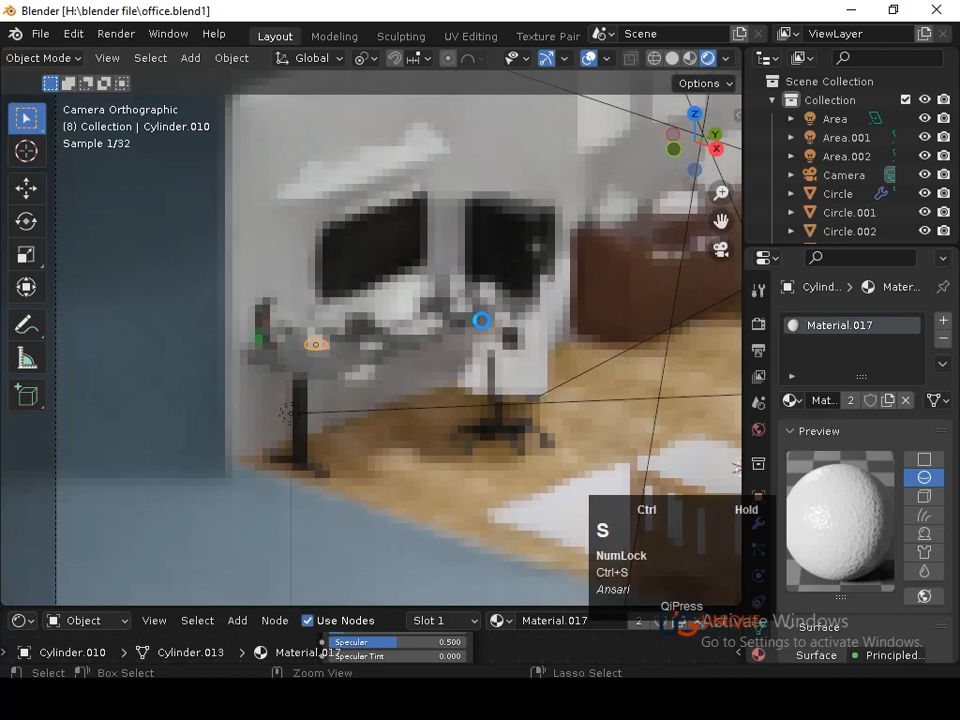 Blender [H:\blender file\office.blend1]
File Edit Render Window Help Layout Modeling Sculpting UV Editing Texture Pair Scene ViewLayer
Object Mode View Select Add Object Global
Options
Camera Orthographic
(8) Collection | Cylinder.010
Sample 1/32
Z
Y
X
Scene Collection
Collection
Area
Area.001
Area.002
Camera
Circle
Circle.001
Circle.002
Cylind... Mater...
Material.017
Mat... 2
Preview
Ctrl Hold
S
NumLock
Ctrl+S
Ansari
QiPress
Activate Windows
Go to Settings to activate Windows.
Surface
Surface Principled...
Object View Select Add Node Use Nodes Slot 1 Material.017 2
Specular 0.500
Specular Tint 0.000
Cylinder.010 Cylinder.013 Material.017
Select Box Select Zoom View Lasso Select